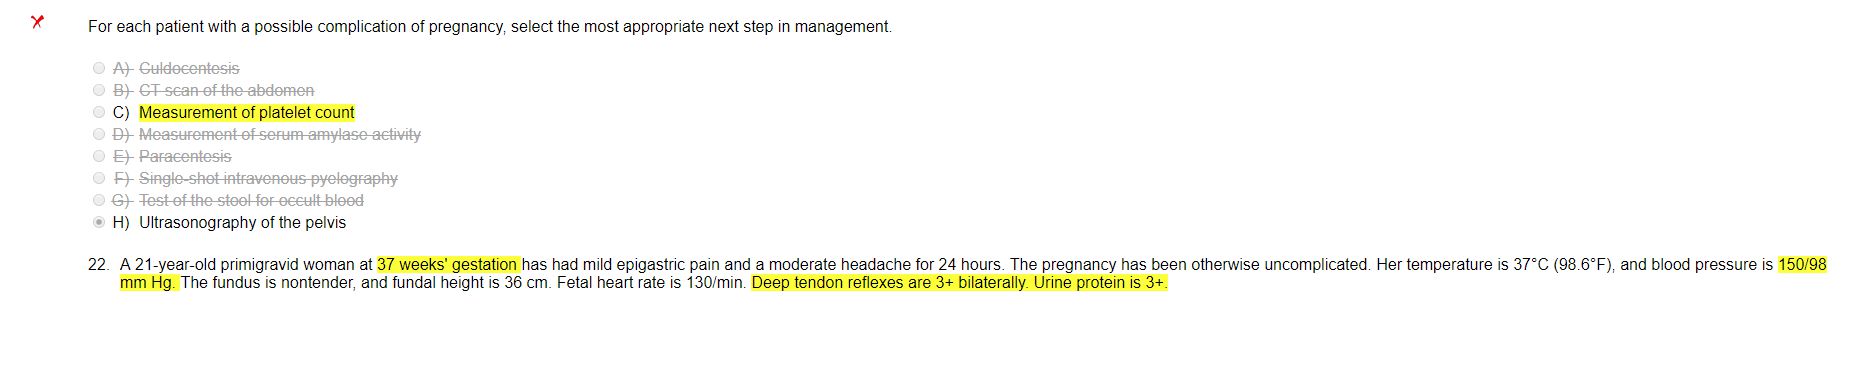 For each patient with a possible complication of pregnancy, select the most appropriate next step in management.
A) Culdocentesis
B) CT scan of the abdomen
C) Measurement of platelet count
D) Measurement of serum amylase activity
E) Paracentesis
F) Single-shot intravenous pyelography
G) Test of the stool for occult blood
H) Ultrasonography of the pelvis
22. A 21-year-old primigravid woman at 37 weeks' gestation has had mild epigastric pain and a moderate headache for 24 hours. The pregnancy has been otherwise uncomplicated. Her temperature is 37°C (98.6°F), and blood pressure is 150/98
mm Hg. The fundus is nontender, and fundal height is 36 cm. Fetal heart rate is 130/min. Deep tendon reflexes are 3+ bilaterally. Urine protein is 3+.